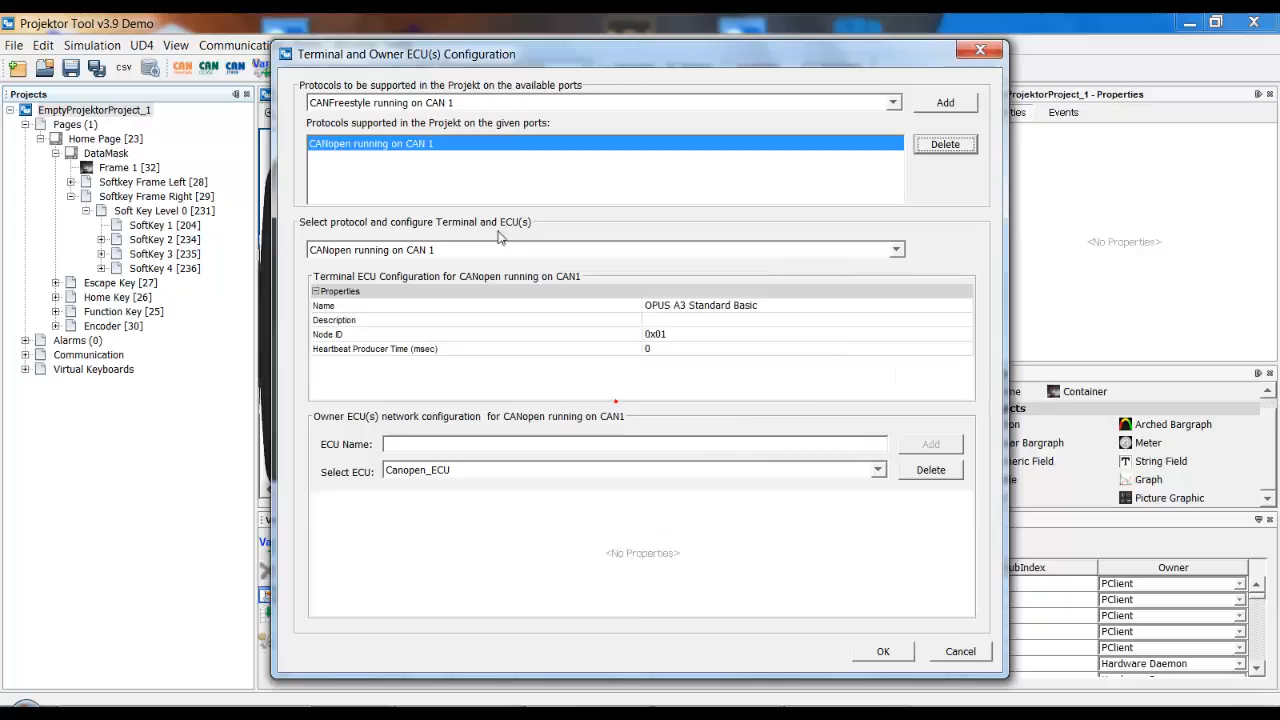 Projektor Tool v3.9 Demo
File Edit Simulation UD4 View
CSV CAN CAN CAN
Projects
EmptyProjektorProject_1
Pages (1)
Home Page [23]
DataMask
Frame 1 [32]
Softkey Frame Left [28]
Softkey Frame Right [29]
Soft Key Level 0 [231]
SoftKey 1 [204]
SoftKey 2 [234]
SoftKey 3 [235]
SoftKey 4 [236]
Escape Key [27]
Home Key [26]
Function Key [25]
Encoder [30]
Alarms (0)
Communication
Virtual Keyboards
Terminal and Owner ECU(s) Configuration
Protocols to be supported in the Projekt on the available ports
CANFreestyle running on CAN 1
Add
Protocols supported in the Projekt on the given ports:
CANopen running on CAN 1
Delete
Select protocol and configure Terminal and ECU(s)
CANopen running on CAN 1
Terminal ECU Configuration for CANopen running on CAN1
Properties
Name OPUS A3 Standard Basic
Description
Node ID 0x01
Heartbeat Producer Time (msec) 0
Owner ECU(s) network configuration for CANopen running on CAN1
ECU Name: Add
Select ECU: Canopen_ECU Delete
<No Properties>
OK Cancel
- Properties
Events
<No Properties>
Container
Arched Bargraph
Bargraph Meter
Field String Field
Graph
Picture Graphic
Owner
PClient
PClient
PClient
PClient
PClient
Hardware Daemon